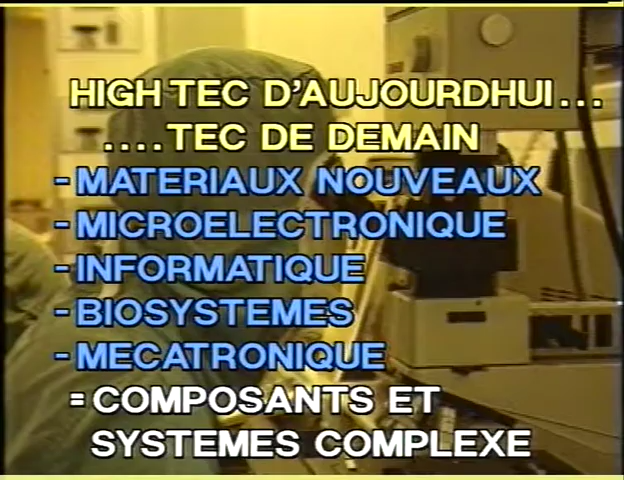 HIGH TEC D'AUJOURDHUI...
....TEC DE DEMAIN
-MATERIAUX NOUVEAUX
-MICROELECTRONIQUE
-INFORMATIQUE
-BIOSYSTEMES
-MECATRONIQUE
=COMPOSANTS ET
SYSTEMES COMPLEXE